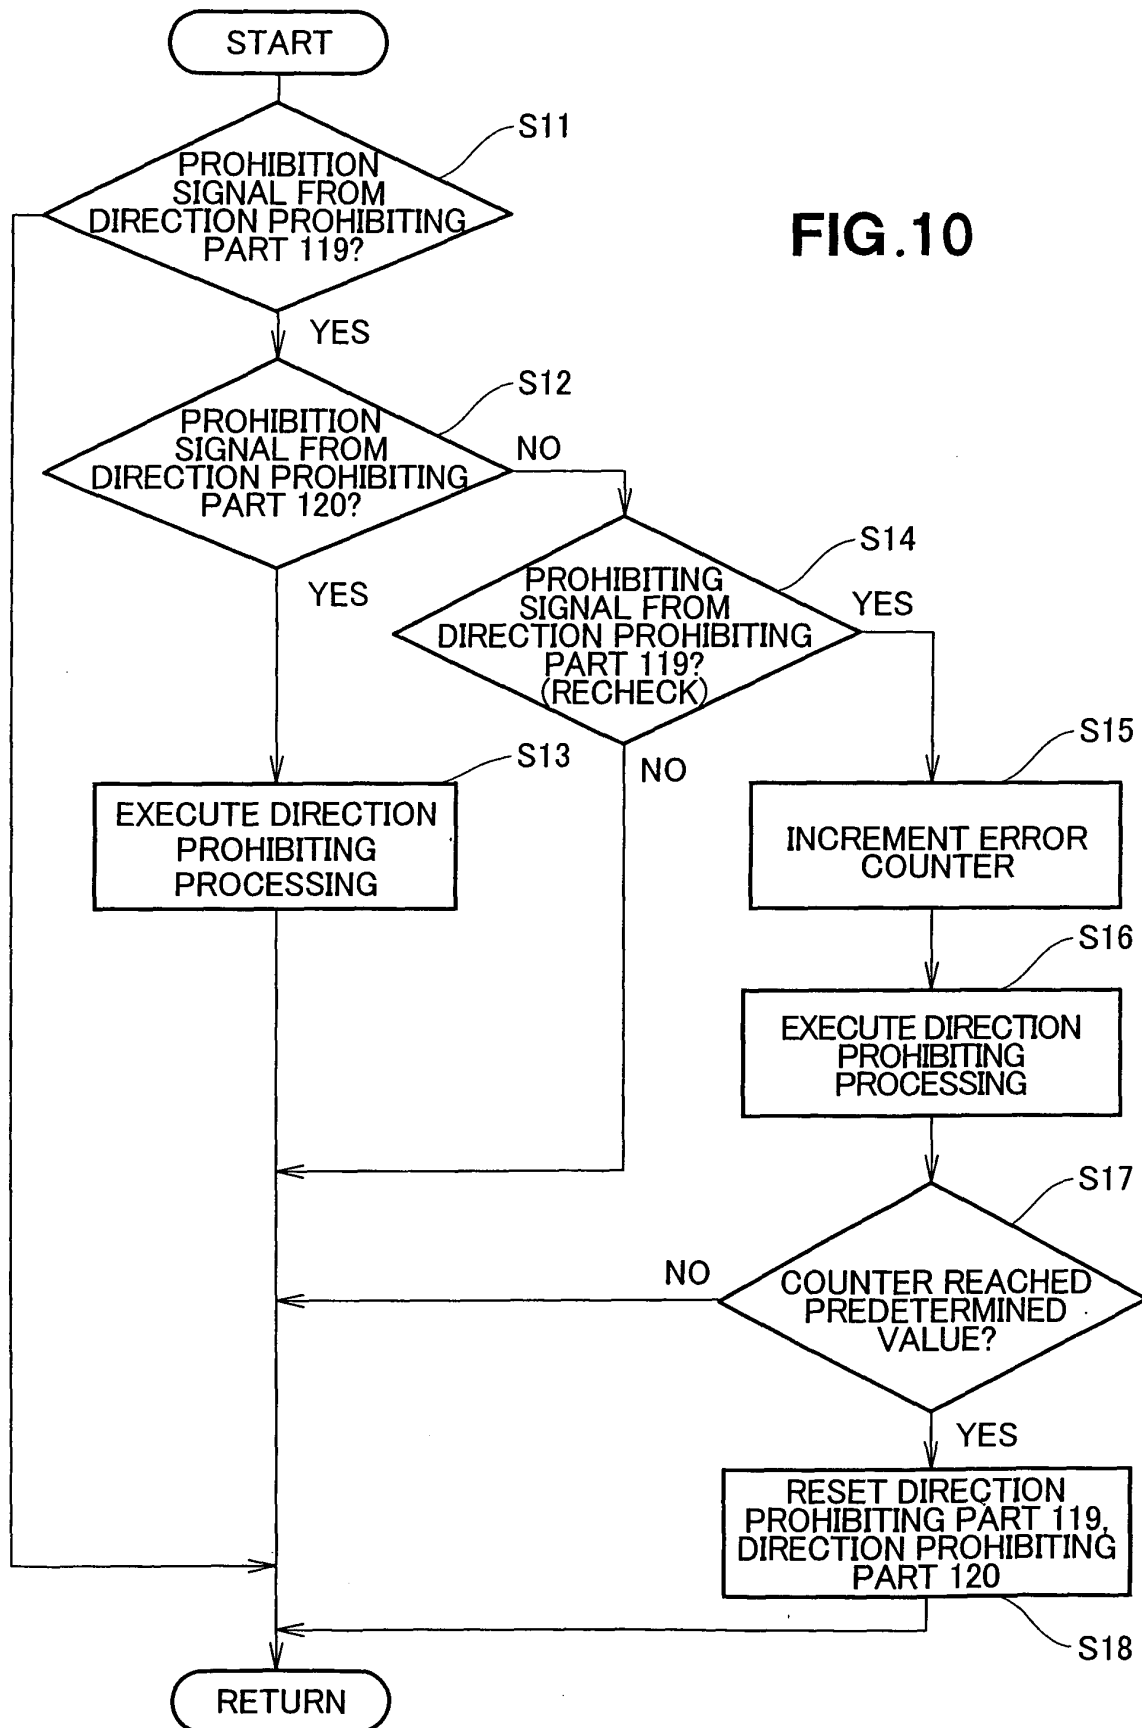 START
S11
PROHIBITION
SIGNAL FROM
DIRECTION PROHIBITING
PART 119?
FIG.10
YES
S12
PROHIBITION
SIGNAL FROM
DIRECTION PROHIBITING
PART 120?
NO
YES
S14
PROHIBITING
SIGNAL FROM
DIRECTION PROHIBITING
PART 119?
(RECHECK)
YES
NO
S13
EXECUTE DIRECTION
PROHIBITING
PROCESSING
S15
INCREMENT ERROR
COUNTER
S16
EXECUTE DIRECTION
PROHIBITING
PROCESSING
S17
COUNTER REACHED
PREDETERMINED
VALUE?
NO
YES
RESET DIRECTION
PROHIBITING PART 119,
DIRECTION PROHIBITING
PART 120
S18
RETURN